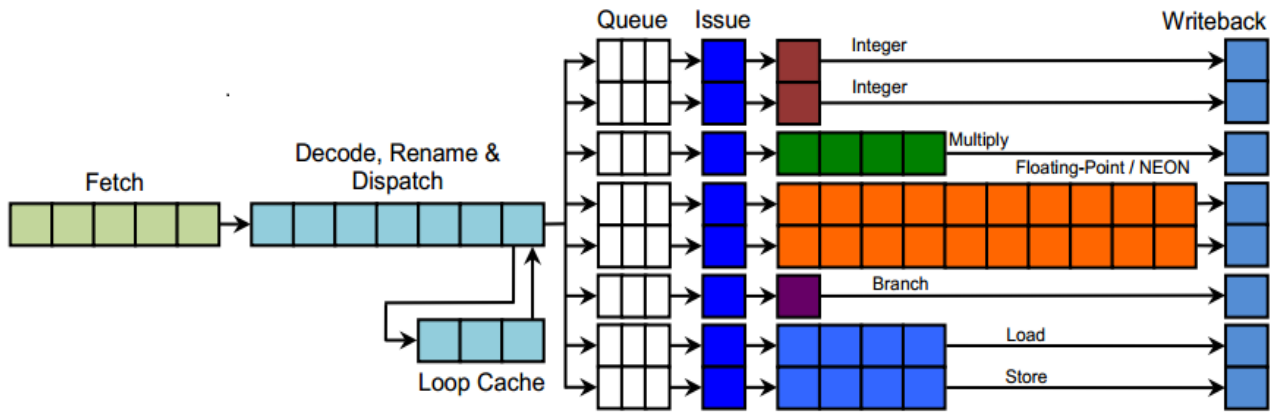 Queue
Issue
Writeback
Integer
Integer
Multiply
Decode, Rename &
Dispatch
Floating-Point / NEON
Fetch
Branch
Load
Loop Cache
Store